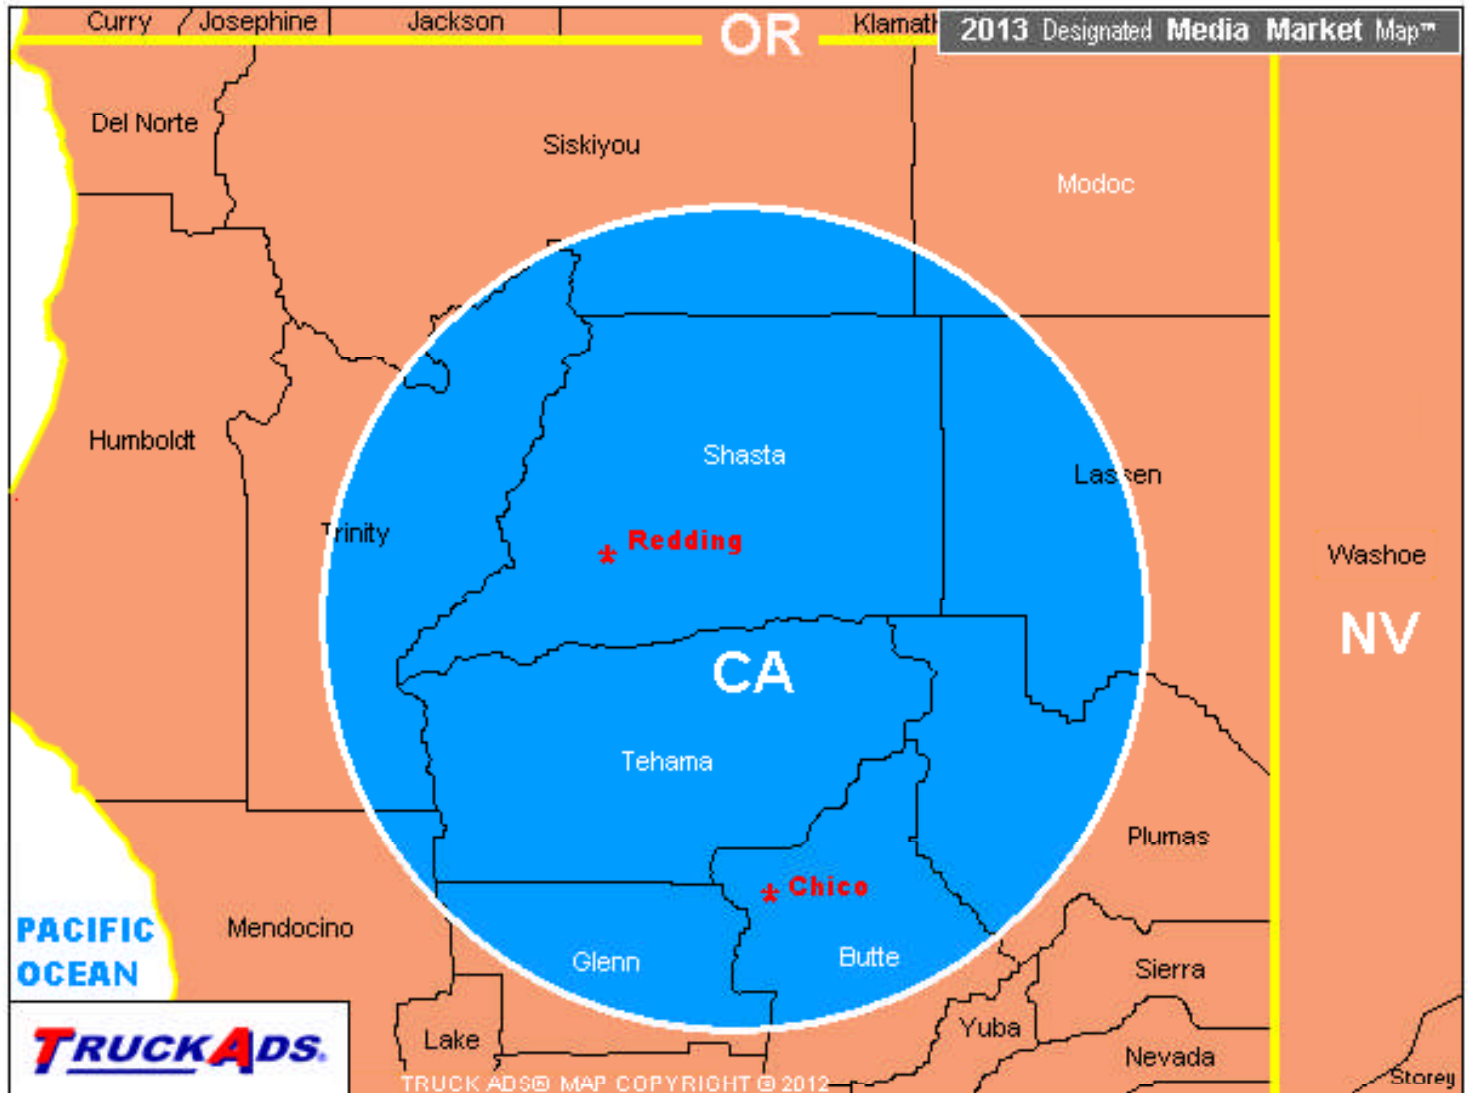 Curry
Josephine
Jackson
OR
Klamath
2013 Designated Media Market Map™
Del Norte
Siskiyou
Modoc
Humboldt
Shasta
Lassen
Trinity
Redding
Washoe
NV
CA
Tehama
Plumas
Chico
PACIFIC
OCEAN
Mendocino
Glenn
Butte
Sierra
Lake
Yuba
Nevada
TRUCKADS.
TRUCK ADS® MAP COPYRIGHT © 2012
Storey